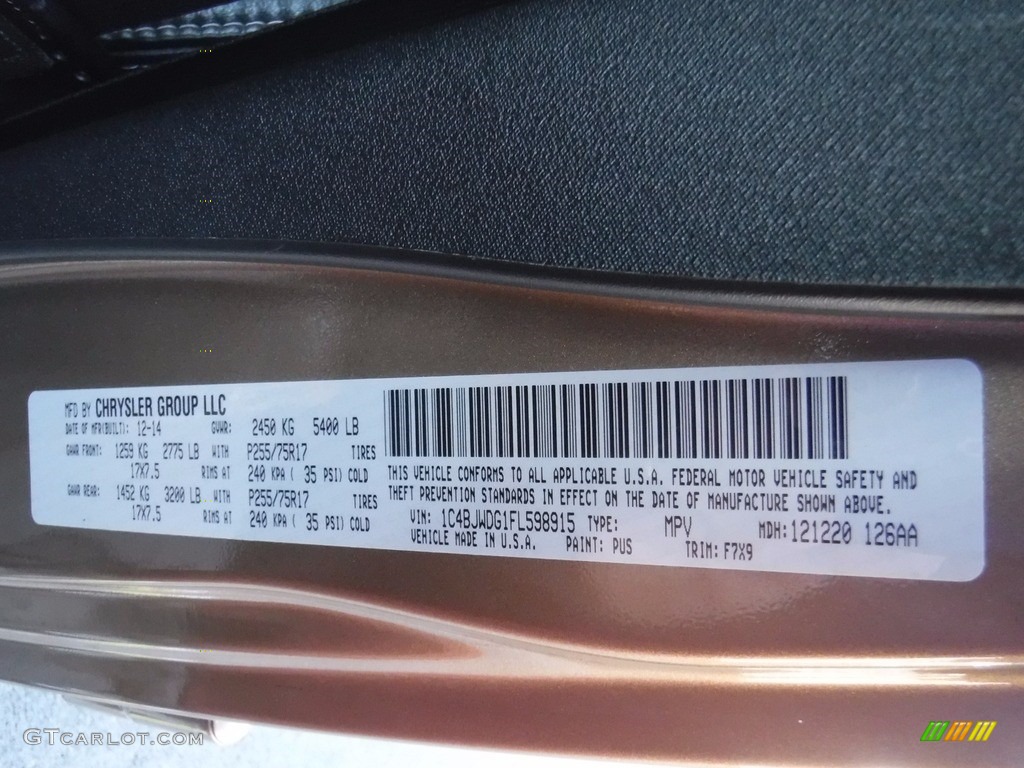 MFD BY CHRYSLER GROUP LLC
DATE OF MFR(BUILT): 12-14 GVWR: 2450 KG 5400 LB
GAWR FRONT: 1259 KG 2775 LB WITH P255/75R17 TIRES
17X7.5 RIMS AT 240 KPA ( 35 PSI) COLD
GAWR REAR: 1452 KG 3200 LB WITH P255/75R17 TIRES
17X7.5 RIMS AT 240 KPA ( 35 PSI) COLD
THIS VEHICLE CONFORMS TO ALL APPLICABLE U.S.A. FEDERAL MOTOR VEHICLE SAFETY AND
THEFT PREVENTION STANDARDS IN EFFECT ON THE DATE OF MANUFACTURE SHOWN ABOVE.
VIN: 1C4BJWDG1FL598915 TYPE: MPV MDH: 121220 126AA
VEHICLE MADE IN U.S.A. PAINT: PUS TRIM: F7X9
GTCARLOT.COM